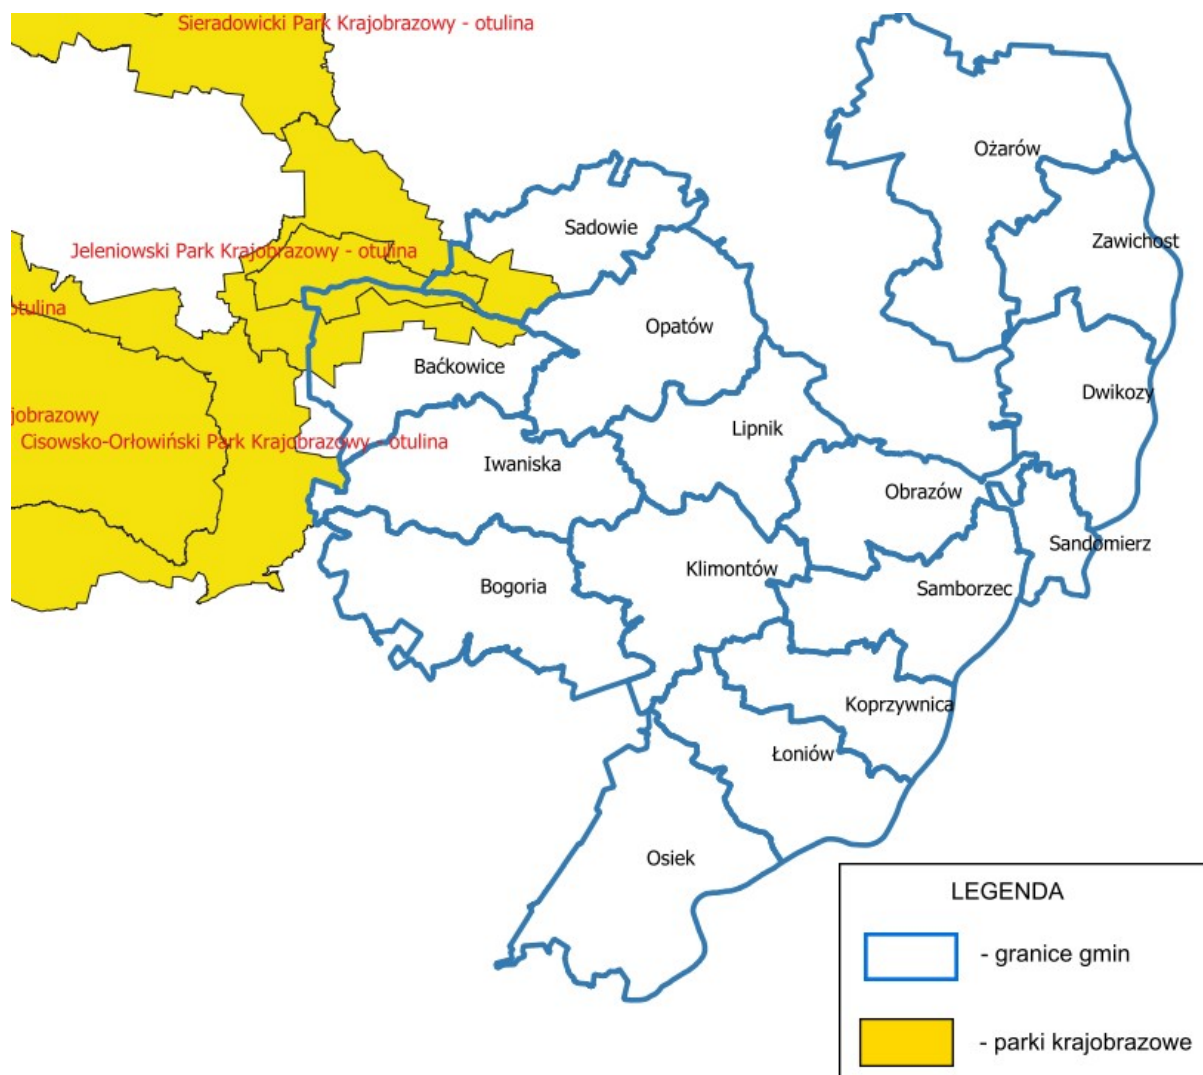 Sieradowicki Park Krajobrazowy - otulina
Ożarów
Sadowie
Zawichost
Jeleniowski Park Krajobrazowy - otulina
otulina
Opatów
Baćkowice
Dwikozy
jobrazowy
Lipnik
Cisowsko-Orłowiński Park Krajobrazowy - otulina
Iwaniska
Obrazów
Sandomierz
Klimontów
Bogoria
Samborzec
Koprzywnica
Łoniów
Osiek
LEGENDA
- granice gmin
- parki krajobrazowe